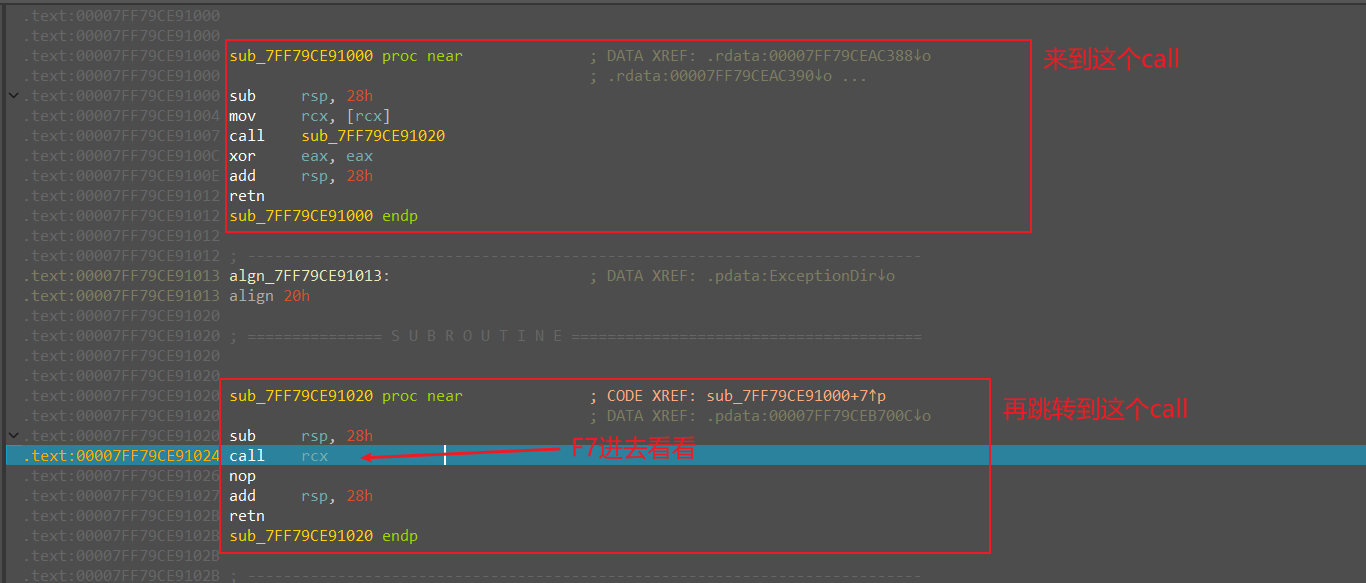 .text:00007FF79CE91000
.text:00007FF79CE91000
.text:00007FF79CE91000 sub_7FF79CE91000 proc near ; DATA XREF: .rdata:00007FF79CEAC388↓o 来到这个call
.text:00007FF79CE91000 ; .rdata:00007FF79CEAC390↓o ...
.text:00007FF79CE91000 sub rsp, 28h
.text:00007FF79CE91004 mov rcx, [rcx]
.text:00007FF79CE91007 call sub_7FF79CE91020
.text:00007FF79CE9100C xor eax, eax
.text:00007FF79CE9100E add rsp, 28h
.text:00007FF79CE91012 retn
.text:00007FF79CE91012 sub_7FF79CE91000 endp
.text:00007FF79CE91012
.text:00007FF79CE91012 ; ---------------------------------------------------------------------------
.text:00007FF79CE91013 algn_7FF79CE91013: ; DATA XREF: .pdata:ExceptionDir↓o
.text:00007FF79CE91013 align 20h
.text:00007FF79CE91020
.text:00007FF79CE91020 ; =============== S U B R O U T I N E =======================================
.text:00007FF79CE91020
.text:00007FF79CE91020
.text:00007FF79CE91020 sub_7FF79CE91020 proc near ; CODE XREF: sub_7FF79CE91000+7↑p 再跳转到这个call
.text:00007FF79CE91020 ; DATA XREF: .pdata:00007FF79CEB700C↓o
.text:00007FF79CE91020 sub rsp, 28h
.text:00007FF79CE91024 call rcx F7进去看看
.text:00007FF79CE91026 nop
.text:00007FF79CE91027 add rsp, 28h
.text:00007FF79CE9102B retn
.text:00007FF79CE9102B sub_7FF79CE91020 endp
.text:00007FF79CE9102B
.text:00007FF79CE9102B ; ---------------------------------------------------------------------------